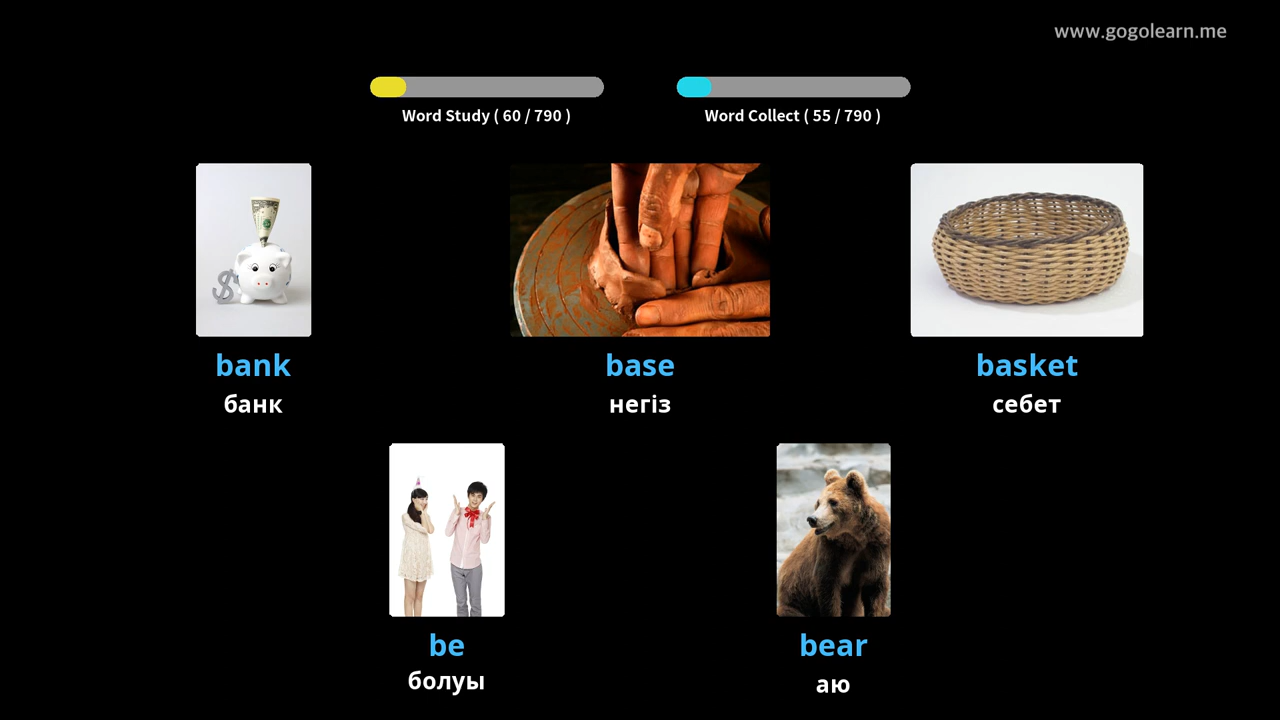 www.gogolearn.me
Word Study ( 60 / 790 )
Word Collect ( 55 / 790 )
bank
банк
base
негіз
basket
себет
be
болуы
bear
аю